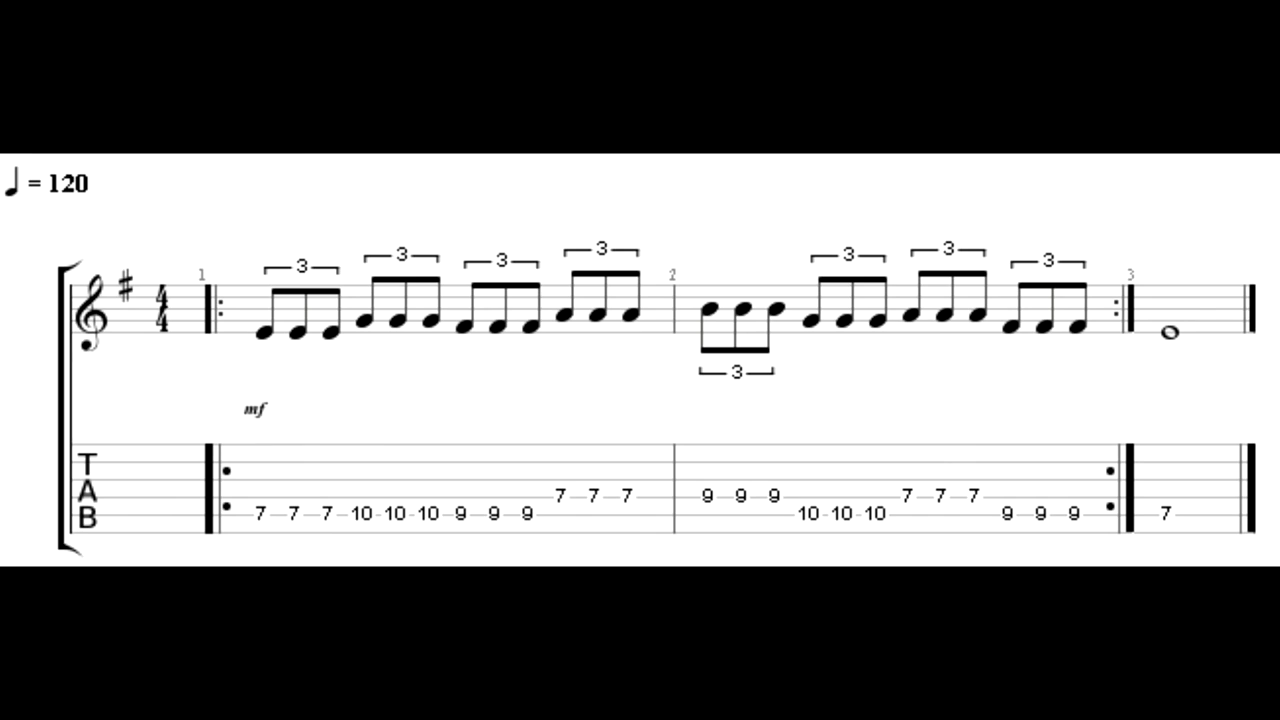 ♩ = 120
3 3 3 3 3 3 3
1 2 3
4
4
3
mf
T
A
B
7 7 7 9 9 9 7 7 7
7 7 7 10 10 10 9 9 9 10 10 10 9 9 9 7